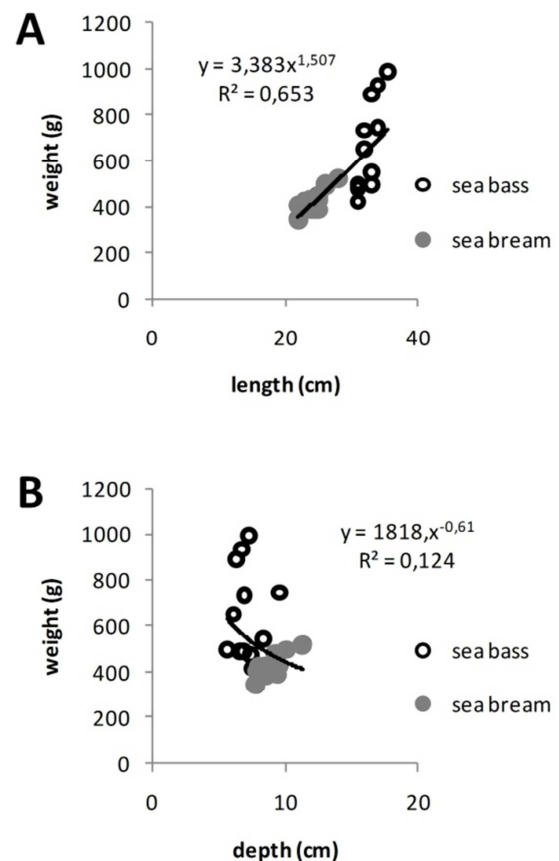 A
1200
1000
800
600
400
200
0
weight (g)
y = 3,383x^1,507
R² = 0,653
sea bass
sea bream
0 20 40
length (cm)
B
1200
1000
800
600
400
200
0
weight (g)
y = 1818,x^-0,61
R² = 0,124
sea bass
sea bream
0 10 20
depth (cm)